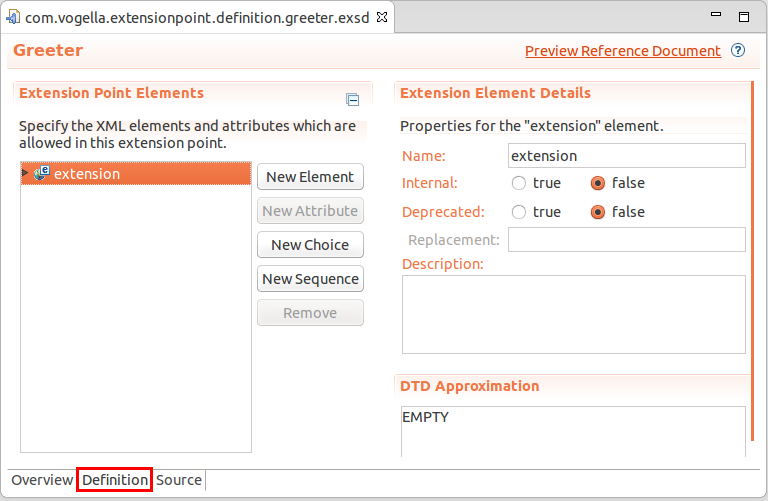 com.vogella.extensionpoint.definition.greeter.exsd
Greeter
Preview Reference Document
Extension Point Elements
Specify the XML elements and attributes which are
allowed in this extension point.
extension
New Element
New Attribute
New Choice
New Sequence
Remove
Extension Element Details
Properties for the "extension" element.
Name: extension
Internal: true false
Deprecated: true false
Replacement:
Description:
DTD Approximation
EMPTY
Overview Definition Source